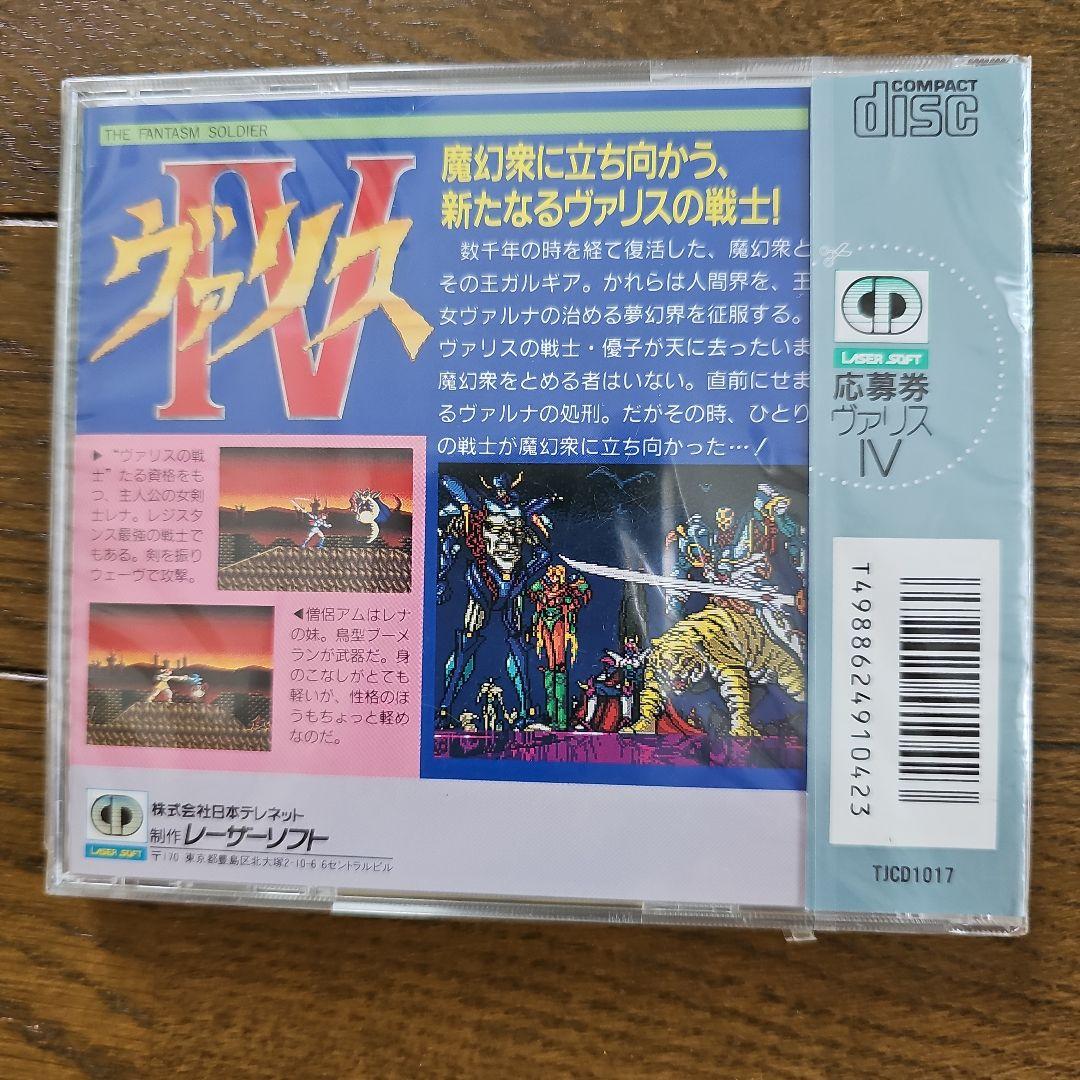 THE FANTASM SOLDIER
ヴァリス
IV
魔幻衆に立ち向かう、
新たなるヴァリスの戦士!
数千年の時を経て復活した、魔幻衆と
その王ガルギア。かれらは人間界を、王
女ヴァルナの治める夢幻界を征服する。
ヴァリスの戦士・優子が天に去ったいま
魔幻衆をとめる者はいない。直前にせま
るヴァルナの処刑。だがその時、ひとり
の戦士が魔幻衆に立ち向かった…!
▶“ヴァリスの戦
士”たる資格をも
つ、主人公の女剣
士レナ。レジスタ
ンス最強の戦士で
もある。剣を振り
ウェーヴで攻撃。
◀僧侶アムはレナ
の妹。鳥型ブーメ
ランが武器だ。身
のこなしがとても
軽いが、性格のほ
うもちょっと軽め
なのだ。
LASER SOFT
株式会社日本テレネット
制作 レーザーソフト
〒170 東京都豊島区北大塚2-10-6 6セントラルビル
COMPACT
disc
LASER SOFT
応募券
ヴァリス
IV
T4988624910423
TJCD1017